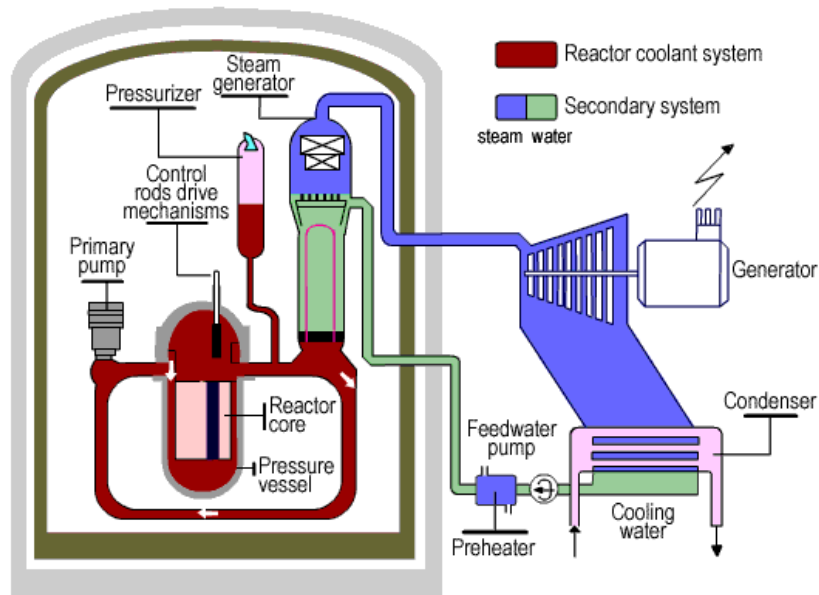 Steam
generator
Pressurizer
Control
rods drive
mechanisms
Primary
pump
Reactor
core
Pressure
vessel
Reactor coolant system
Secondary system
steam water
Generator
Condenser
Feedwater
pump
Cooling
water
Preheater